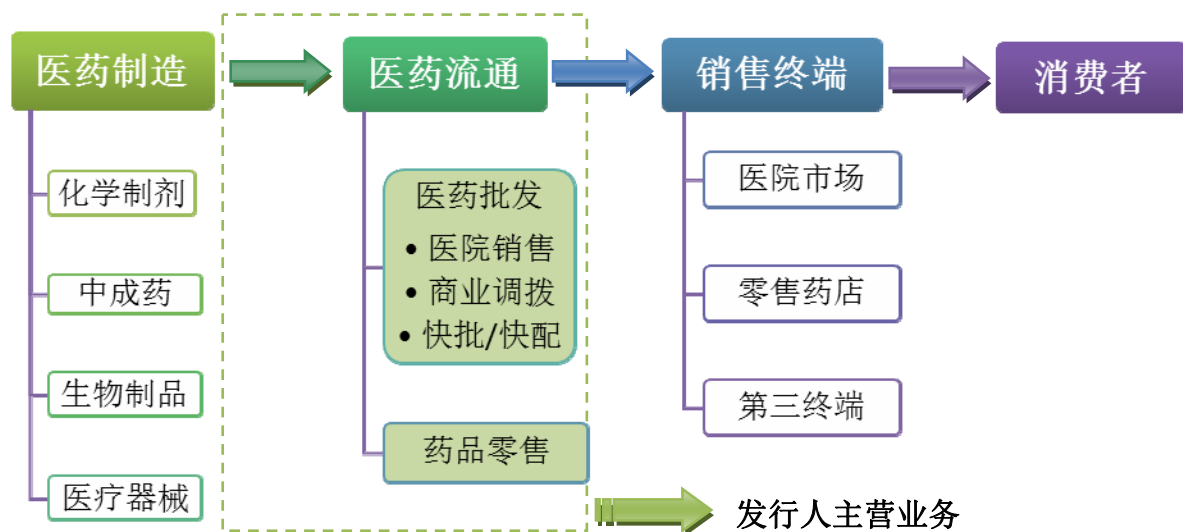 医药制造
医药流通
销售终端
消费者
化学制剂
中成药
生物制品
医疗器械
医药批发
• 医院销售
• 商业调拨
• 快批/快配
药品零售
医院市场
零售药店
第三终端
发行人主营业务